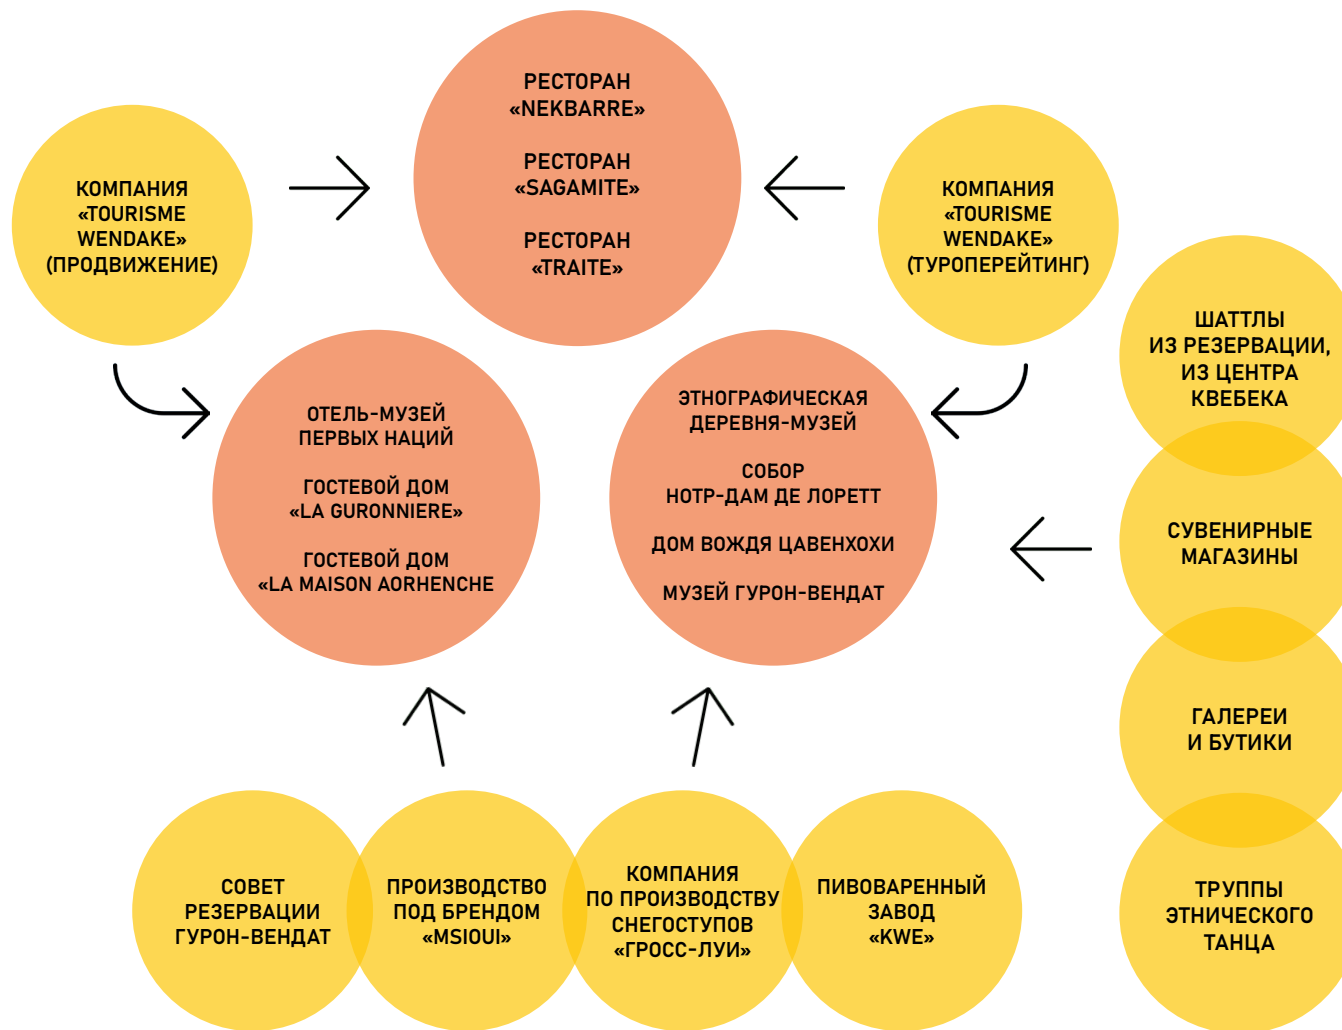 РЕСТОРАН
«NEKBARRE»
РЕСТОРАН
«SAGAMITE»
РЕСТОРАН
«TRAITE»
КОМПАНИЯ
«TOURISME
WENDAKE»
(ПРОДВИЖЕНИЕ)
КОМПАНИЯ
«TOURISME
WENDAKE»
(ТУРОПЕРЕЙТИНГ)
ОТЕЛЬ-МУЗЕЙ
ПЕРВЫХ НАЦИЙ
ГОСТЕВОЙ ДОМ
«LA GURONNIERE»
ГОСТЕВОЙ ДОМ
«LA MAISON AORHENCHE
ЭТНОГРАФИЧЕСКАЯ
ДЕРЕВНЯ-МУЗЕЙ
СОБОР
НОТР-ДАМ ДЕ ЛОРЕТТ
ДОМ ВОЖДЯ ЦАВЕНХОХИ
МУЗЕЙ ГУРОН-ВЕНДАТ
ШАТТЛЫ
ИЗ РЕЗЕРВАЦИИ,
ИЗ ЦЕНТРА
КВЕБЕКА
СУВЕНИРНЫЕ
МАГАЗИНЫ
ГАЛЕРЕИ
И БУТИКИ
ТРУППЫ
ЭТНИЧЕСКОГО
ТАНЦА
СОВЕТ
РЕЗЕРВАЦИИ
ГУРОН-ВЕНДАТ
ПРОИЗВОДСТВО
ПОД БРЕНДОМ
«MSIOUI»
КОМПАНИЯ
ПО ПРОИЗВОДСТВУ
СНЕГОСТУПОВ
«ГРОСС-ЛУИ»
ПИВОВАРЕННЫЙ
ЗАВОД
«KWE»